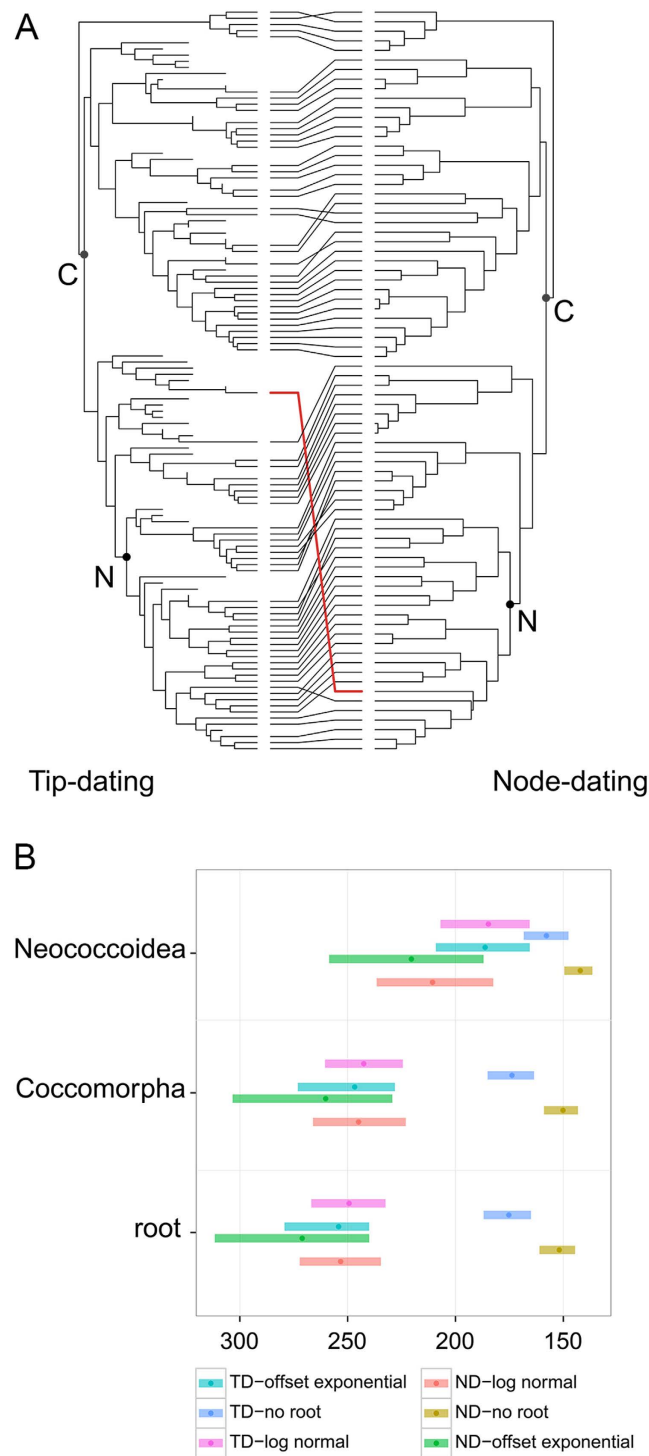 A
C
C
N
N
Tip-dating
Node-dating
B
Neococcoidea
Coccomorpha
root
300
250
200
150
TD-offset exponential
ND-log normal
TD-no root
ND-no root
TD-log normal
ND-offset exponential